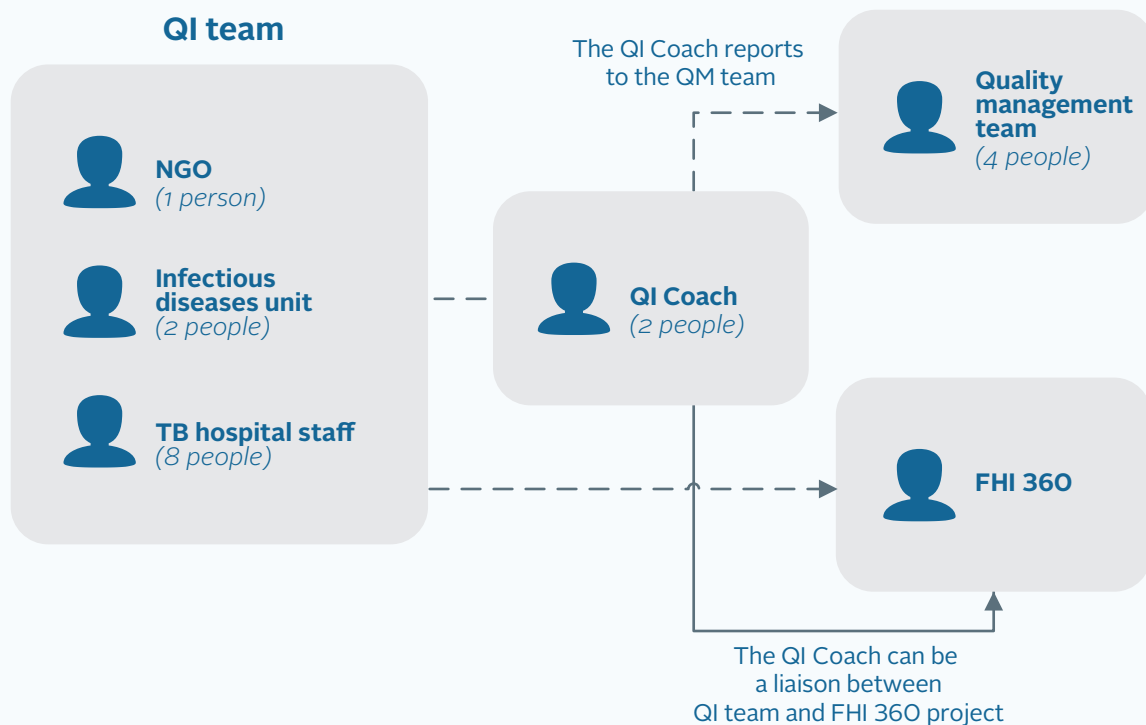 QI team
NGO
(1 person)
Infectious
diseases unit
(2 people)
TB hospital staff
(8 people)
The QI Coach reports
to the QM team
QI Coach
(2 people)
Quality
management
team
(4 people)
FHI 360
The QI Coach can be
a liaison between
QI team and FHI 360 project